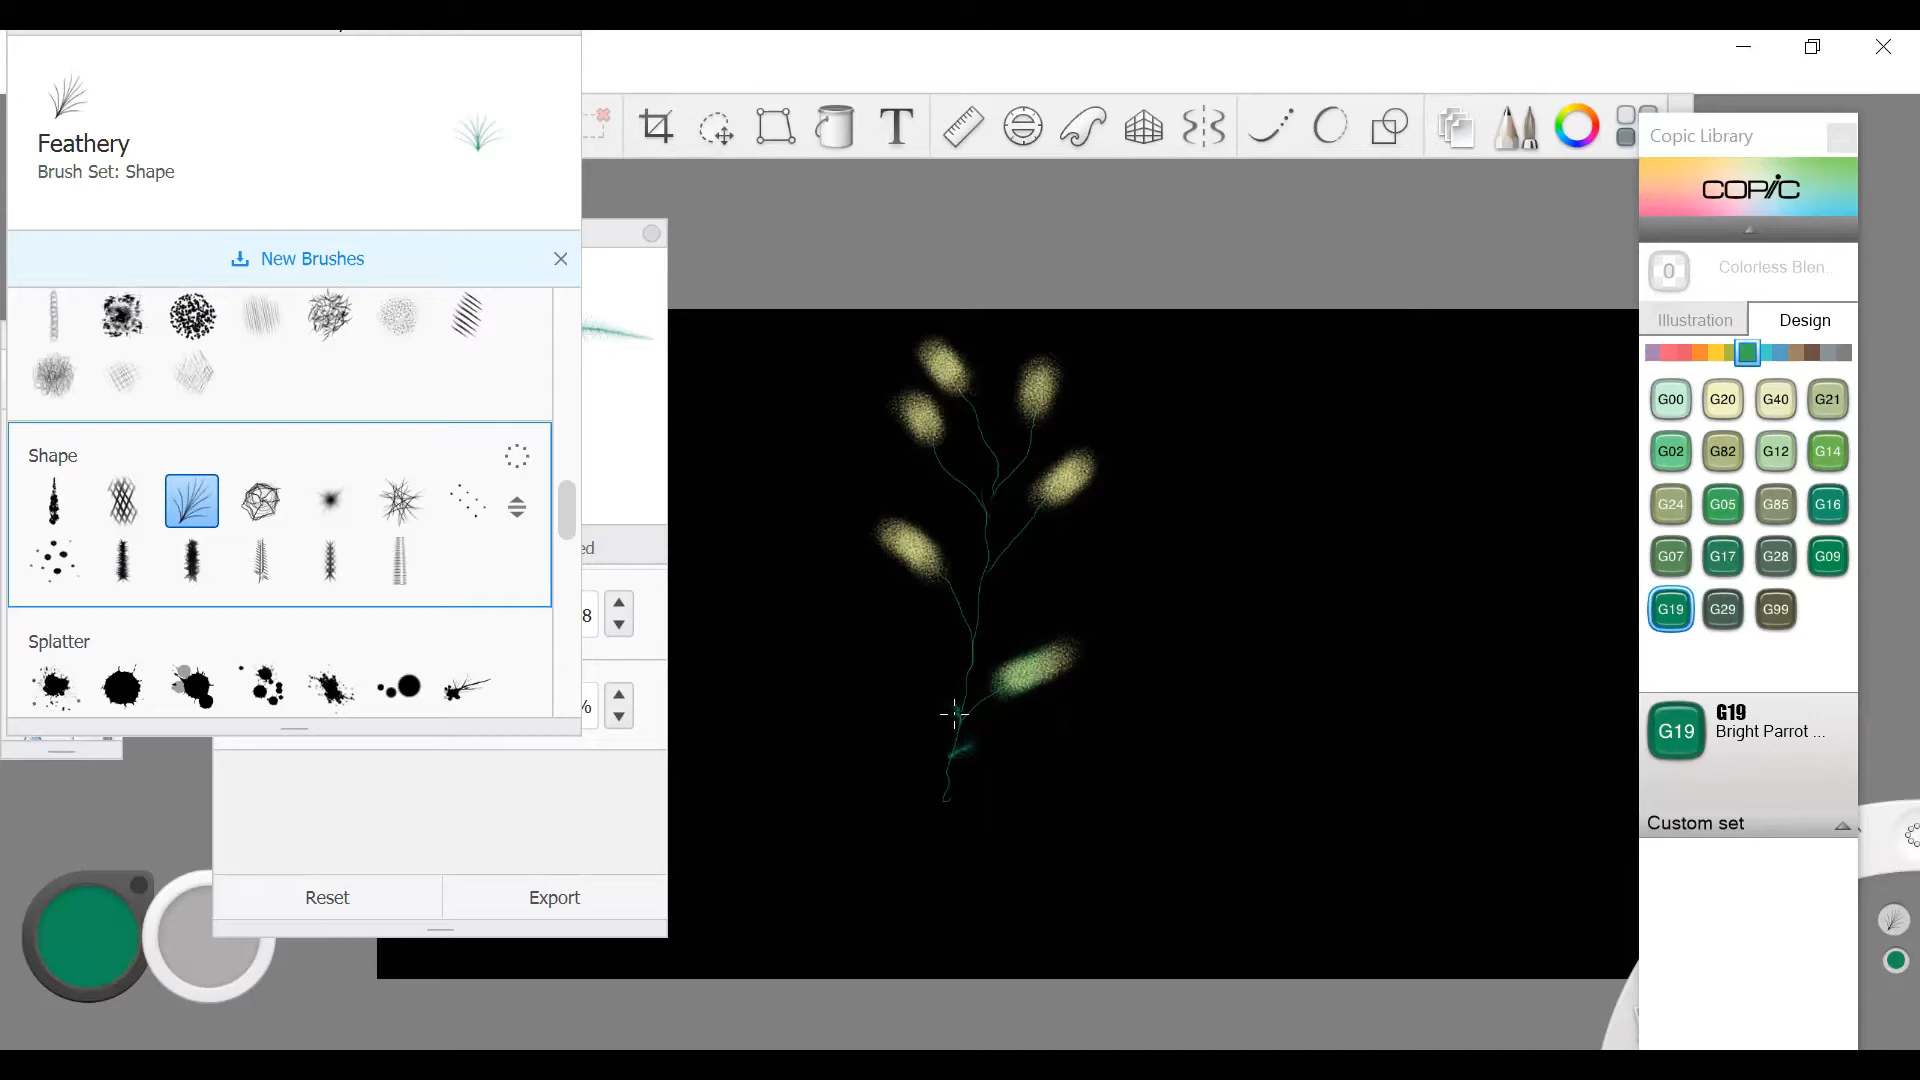 Feathery
Brush Set: Shape
New Brushes
Shape
Splatter
ed
8
%
Reset
Export
T
Copic Library
COPIC
0
Colorless Blen..
Illustration
Design
G00 G20 G40 G21
G02 G82 G12 G14
G24 G05 G85 G16
G07 G17 G28 G09
G19 G29 G99
G19
G19
Bright Parrot ...
Custom set